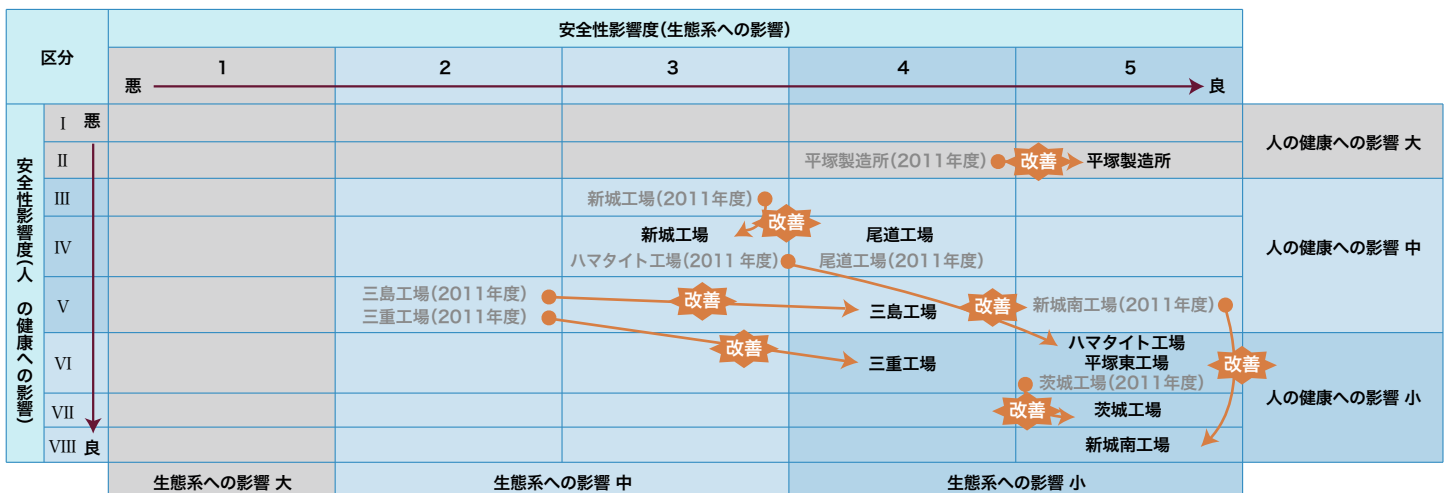 区分
安全性影響度(生態系への影響)
1 2 3 4 5
悪 良
安全性影響度(人の健康への影響)
Ⅰ 悪
人の健康への影響 大
Ⅱ 平塚製造所(2011年度) 改善 平塚製造所
Ⅲ 新城工場(2011年度)
改善
Ⅳ 新城工場 尾道工場
人の健康への影響 中
ハマタイト工場(2011年度) 尾道工場(2011年度)
三島工場(2011年度) 改善 改善 新城南工場(2011年度)
Ⅴ 三島工場
三重工場(2011年度)
ハマタイト工場
改善
Ⅵ 三重工場 平塚東工場 改善
茨城工場(2011年度)
人の健康への影響 小
Ⅶ 改善 茨城工場
Ⅷ 良 新城南工場
生態系への影響 大 生態系への影響 中 生態系への影響 小